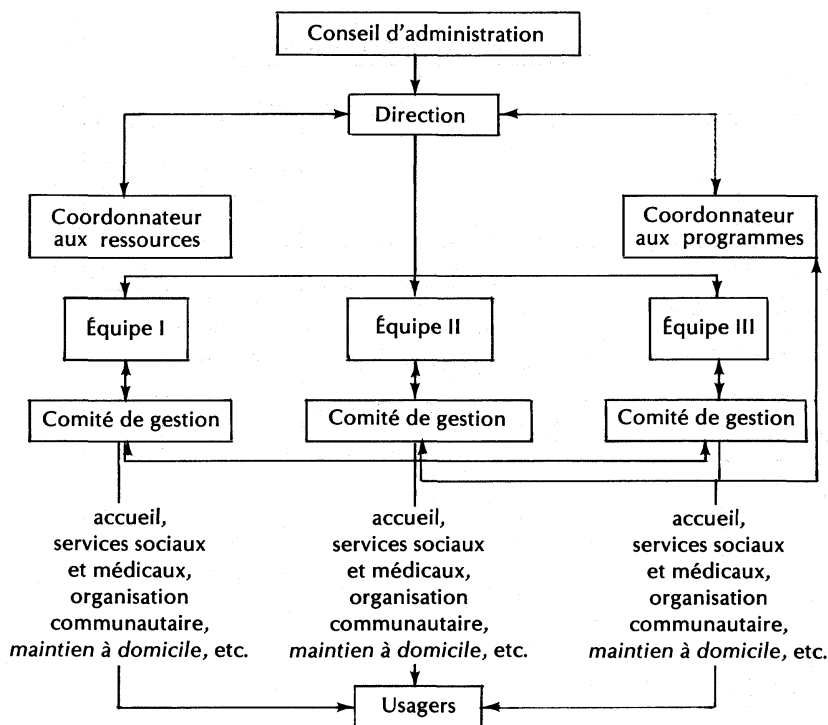 Conseil d'administration
Direction
Coordonnateur
aux ressources
Coordonnateur
aux programmes
Équipe I
Équipe II
Équipe III
Comité de gestion
Comité de gestion
Comité de gestion
accueil,
services sociaux
et médicaux,
organisation
communautaire,
maintien à domicile, etc.
accueil,
services sociaux
et médicaux,
organisation
communautaire,
maintien à domicile, etc.
accueil,
services sociaux
et médicaux,
organisation
communautaire,
maintien à domicile, etc.
Usagers